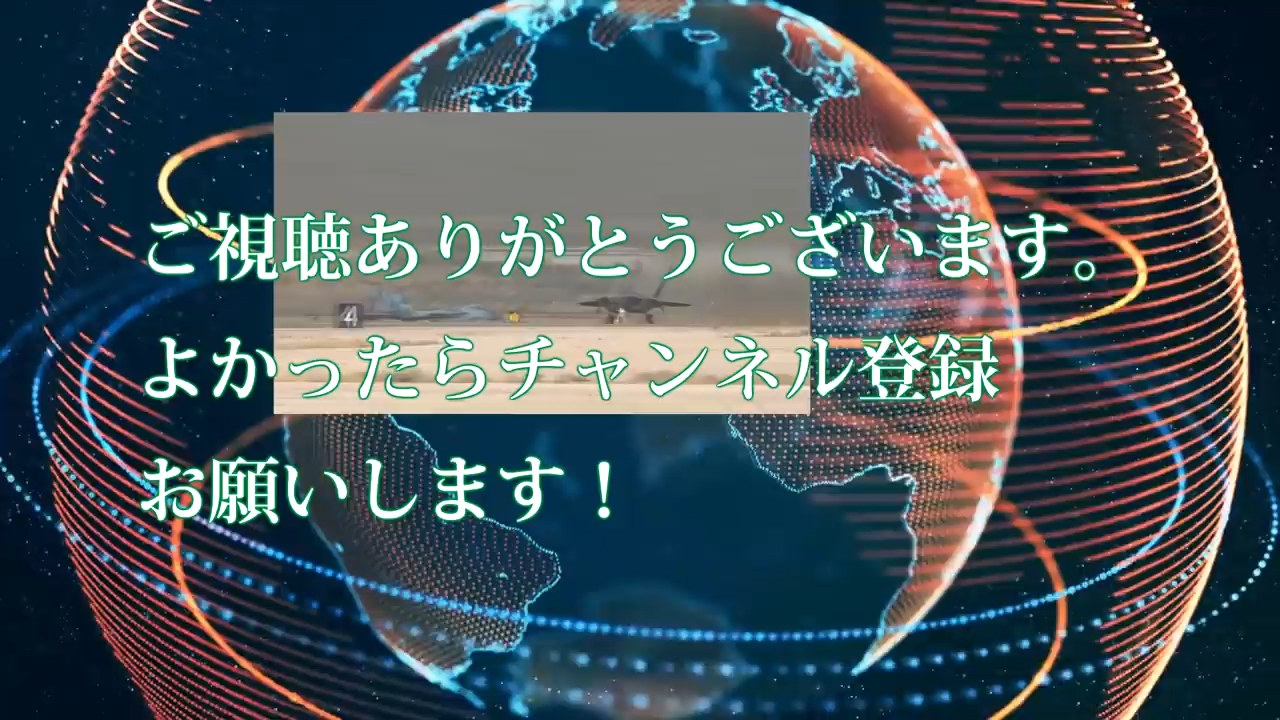 ご視聴ありがとうございます。
4
よかったらチャンネル登録
お願いします！